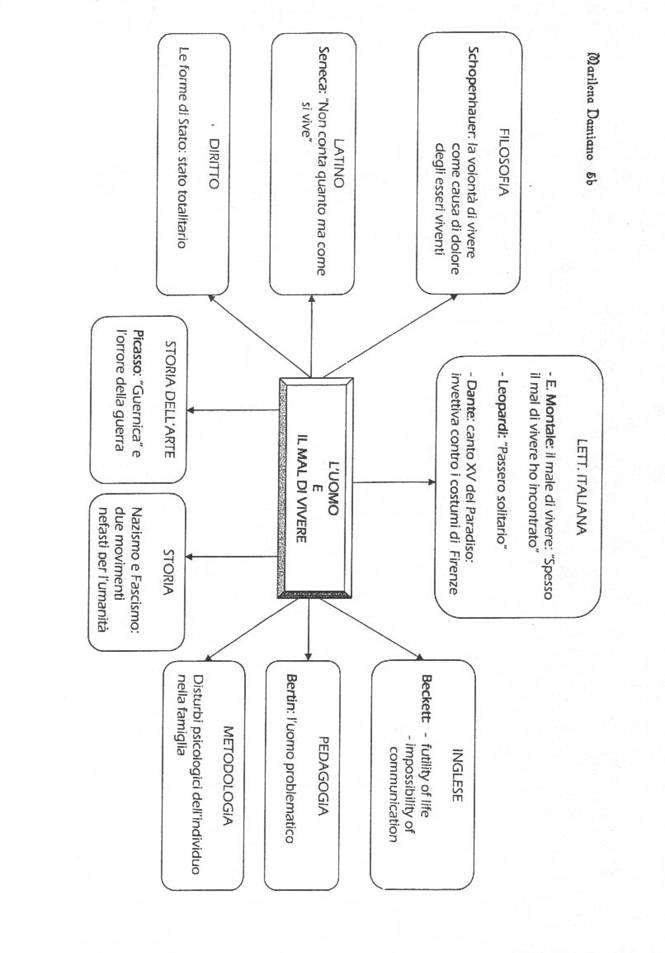 Marilena Damiano 5b
FILOSOFIA
Schopenhauer: la volontà di vivere
come causa di dolore
degli esseri viventi
LETT. ITALIANA
- E. Montale: il male di vivere: "Spesso
il mal di vivere ho incontrato"
- Leopardi: "Passero solitario"
- Dante: canto XV del Paradiso:
invettiva contro i costumi di Firenze
INGLESE
Beckett: - futility of life
- impossibility of
communication
LATINO
Seneca: "Non conta quanto ma come
si vive"
L'UOMO
E
IL MAL DI VIVERE
PEDAGOGIA
Bertin: l'uomo problematico
DIRITTO
Le forme di Stato: stato totalitario
STORIA DELL'ARTE
Picasso: "Guernica" e
l'orrore della guerra
STORIA
Nazismo e Fascismo:
due movimenti
nefasti per l'umanità
METODOLOGIA
Disturbi psicologici dell'individuo
nella famiglia